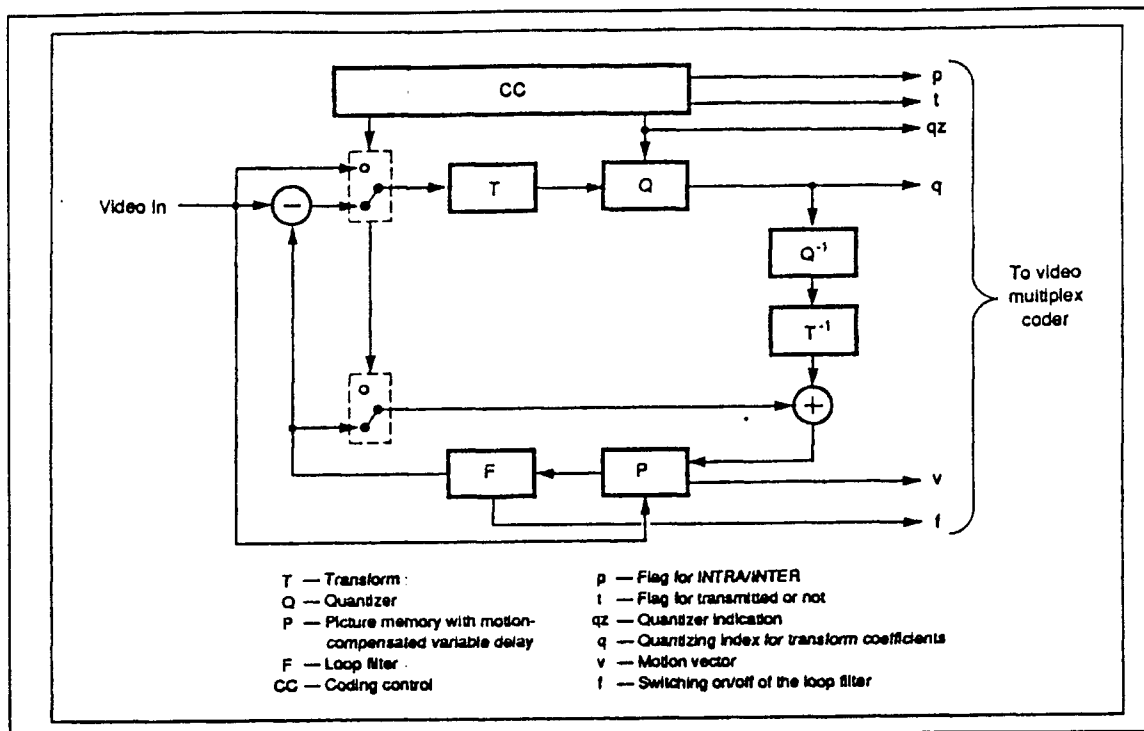 CC
p
t
qz
Video In
−
T
Q
q
Q⁻¹
T⁻¹
To video
multiplex
coder
+
F
P
v
f
T — Transform
Q — Quantizer
P — Picture memory with motion-
compensated variable delay
F — Loop filter
CC — Coding control
p — Flag for INTRA/INTER
t — Flag for transmitted or not
qz — Quantizer indication
q — Quantizing index for transform coefficients
v — Motion vector
f — Switching on/off of the loop filter